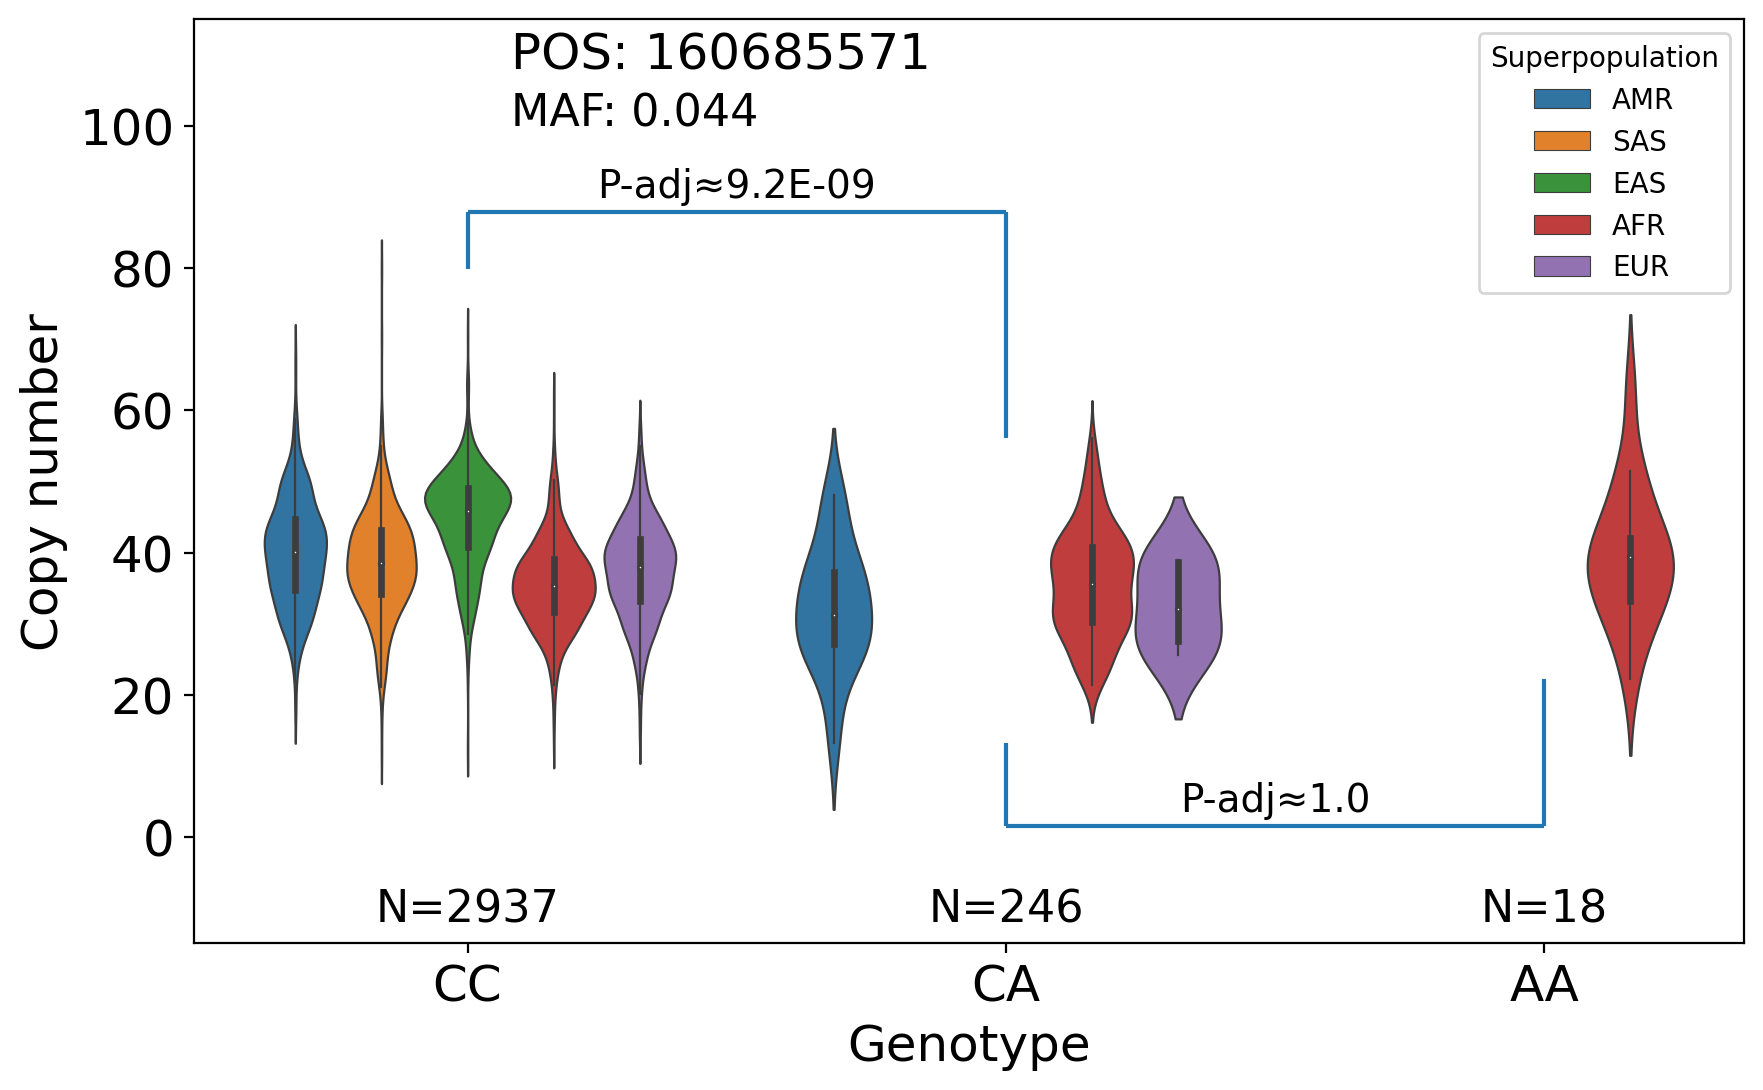 POS: 160685571
MAF: 0.044
Superpopulation
AMR
SAS
EAS
AFR
EUR
P-adj≈9.2E-09
P-adj≈1.0
Copy number
100
80
60
40
20
0
N=2937
N=246
N=18
CC
CA
AA
Genotype